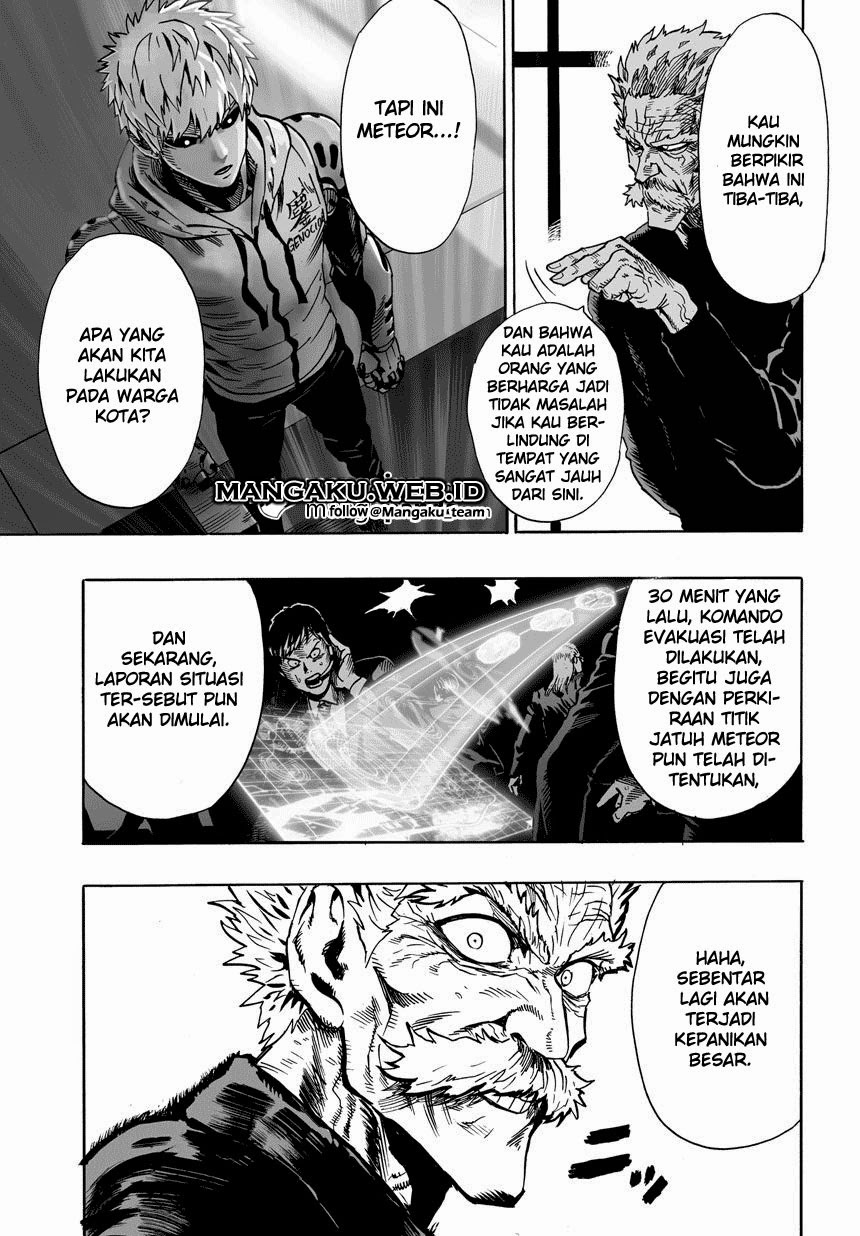 KAU
MUNGKIN
BERPIKIR
BAHWA INI
TIBA-TIBA,
DAN BAHWA
KAU ADALAH
ORANG YANG
BERHARGA JADI
TIDAK MASALAH
JIKA KAU BER-
LINDUNG DI
TEMPAT YANG
SANGAT JAUH
DARI SINI.
TAPI INI
METEOR...!
GENOCIDA
APA YANG
AKAN KITA
LAKUKAN
PADA WARGA
KOTA?
MANGAKU.WEB.ID
follow @Mangaku_team
30 MENIT YANG
LALU, KOMANDO
EVAKUASI TELAH
DILAKUKAN,
BEGITU JUGA
DENGAN PERKI-
RAAN TITIK
JATUH METEOR
PUN TELAH DI-
TENTUKAN,
DAN
SEKARANG,
LAPORAN SITUASI
TER-SEBUT PUN
AKAN DIMULAI.
HAHA,
SEBENTAR
LAGI AKAN
TERJADI
KEPANIKAN
BESAR.